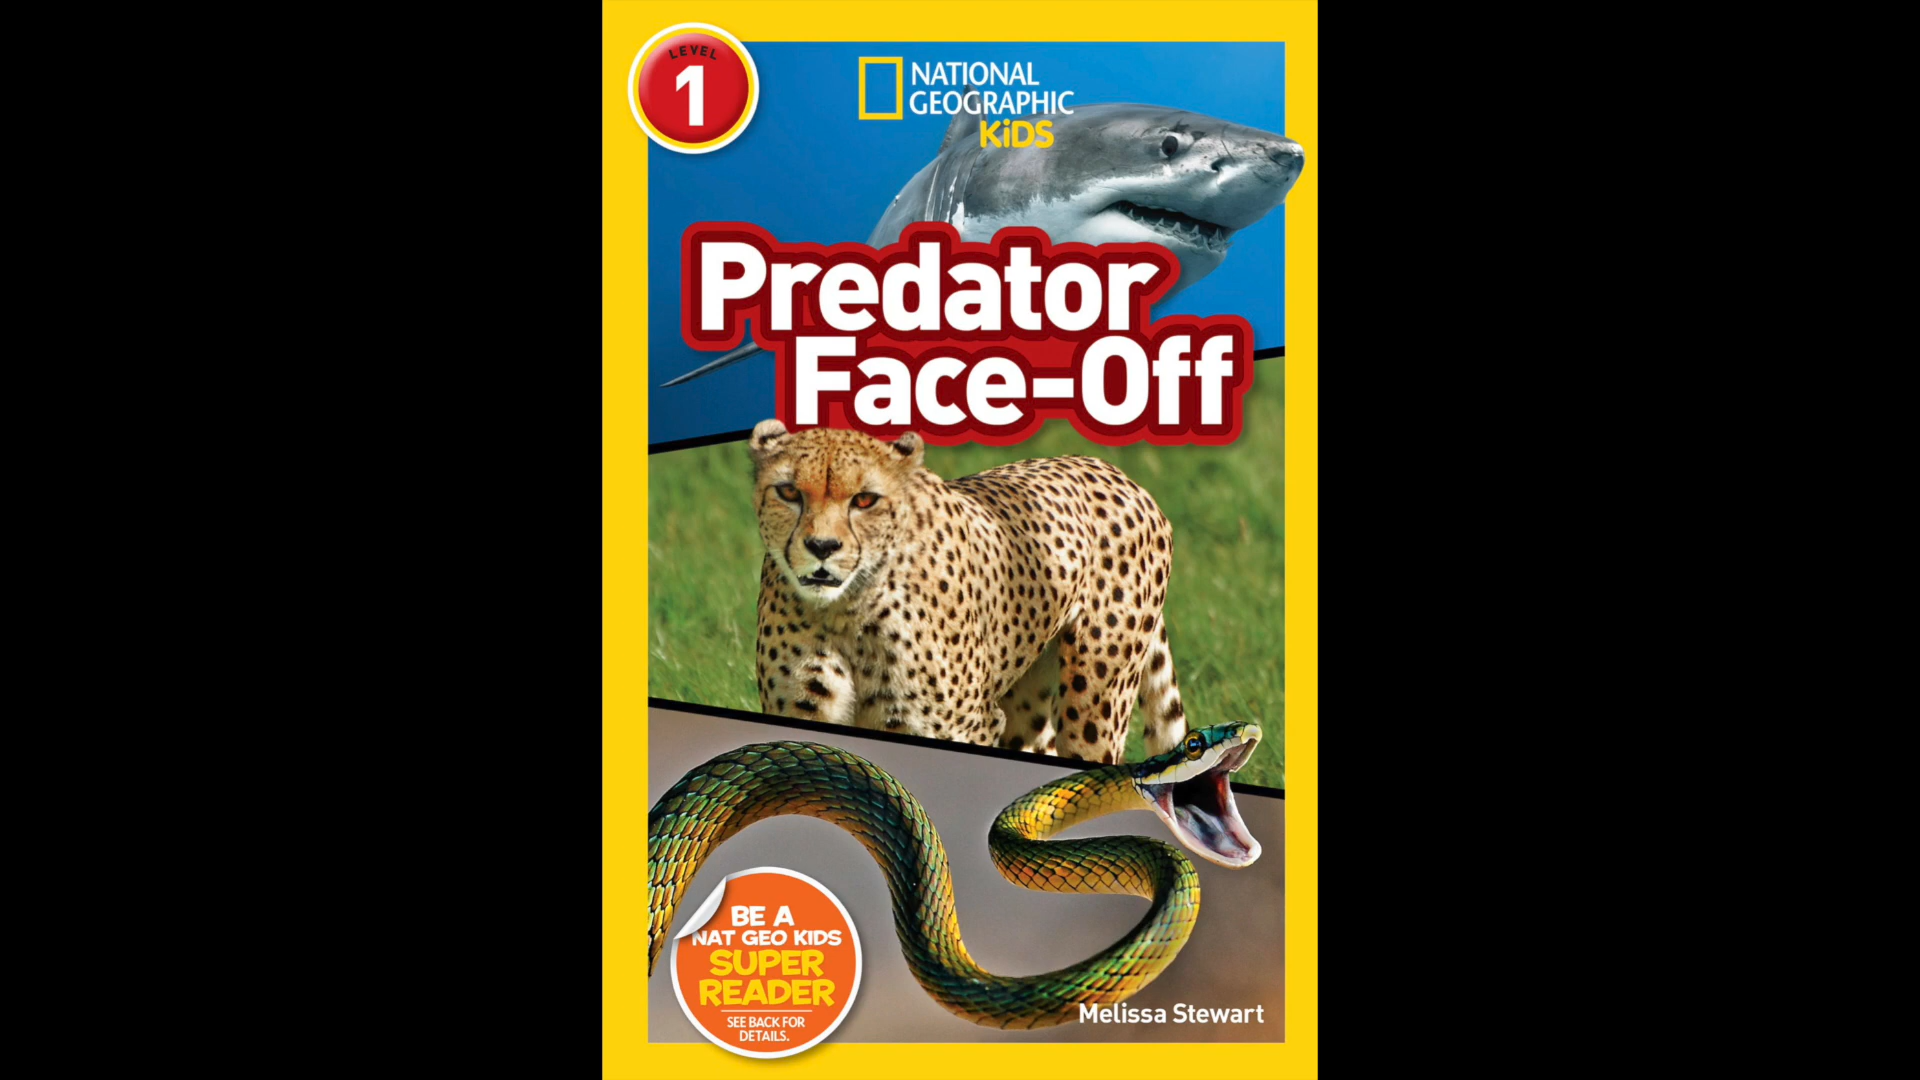 LEVEL
1
NATIONAL
GEOGRAPHIC
KiDS
Predator
Face-Off
BE A
NAT GEO KIDS
SUPER
READER
SEE BACK FOR
DETAILS.
Melissa Stewart